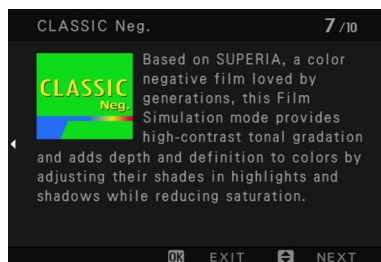 CLASSIC Neg.
7 /10
CLASSIC
Neg.
Based on SUPERIA, a color
negative film loved by
generations, this Film
Simulation mode provides
high-contrast tonal gradation
and adds depth and definition to colors by
adjusting their shades in highlights and
shadows while reducing saturation.
OK EXIT NEXT